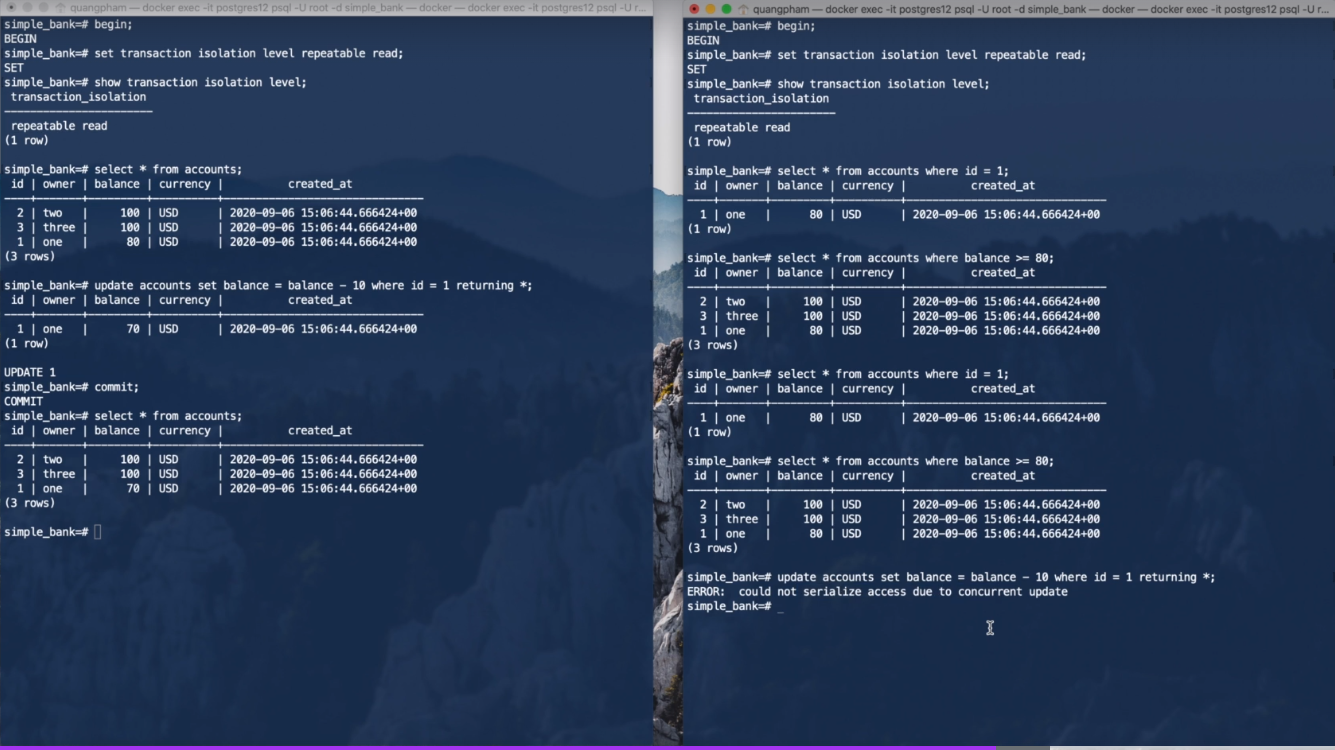 quangpham — docker exec -it postgres12 psql -U root -d simple_bank — docker — docker exec -it postgres12 psql -U r...
simple_bank=# begin;
BEGIN
simple_bank=# set transaction isolation level repeatable read;
SET
simple_bank=# show transaction isolation level;
transaction_isolation
-----------------------
repeatable read
(1 row)
simple_bank=# select * from accounts;
id | owner | balance | currency | created_at
----+-------+---------+----------+-------------------------------
2 | two | 100 | USD | 2020-09-06 15:06:44.666424+00
3 | three | 100 | USD | 2020-09-06 15:06:44.666424+00
1 | one | 80 | USD | 2020-09-06 15:06:44.666424+00
(3 rows)
simple_bank=# update accounts set balance = balance - 10 where id = 1 returning *;
id | owner | balance | currency | created_at
----+-------+---------+----------+-------------------------------
1 | one | 70 | USD | 2020-09-06 15:06:44.666424+00
(1 row)
UPDATE 1
simple_bank=# commit;
COMMIT
simple_bank=# select * from accounts;
id | owner | balance | currency | created_at
----+-------+---------+----------+-------------------------------
2 | two | 100 | USD | 2020-09-06 15:06:44.666424+00
3 | three | 100 | USD | 2020-09-06 15:06:44.666424+00
1 | one | 70 | USD | 2020-09-06 15:06:44.666424+00
(3 rows)
simple_bank=#
quangpham — docker exec -it postgres12 psql -U root -d simple_bank — docker — docker exec -it postgres12 psql -U r...
simple_bank=# begin;
BEGIN
simple_bank=# set transaction isolation level repeatable read;
SET
simple_bank=# show transaction isolation level;
transaction_isolation
-----------------------
repeatable read
(1 row)
simple_bank=# select * from accounts where id = 1;
id | owner | balance | currency | created_at
----+-------+---------+----------+-------------------------------
1 | one | 80 | USD | 2020-09-06 15:06:44.666424+00
(1 row)
simple_bank=# select * from accounts where balance >= 80;
id | owner | balance | currency | created_at
----+-------+---------+----------+-------------------------------
2 | two | 100 | USD | 2020-09-06 15:06:44.666424+00
3 | three | 100 | USD | 2020-09-06 15:06:44.666424+00
1 | one | 80 | USD | 2020-09-06 15:06:44.666424+00
(3 rows)
simple_bank=# select * from accounts where id = 1;
id | owner | balance | currency | created_at
----+-------+---------+----------+-------------------------------
1 | one | 80 | USD | 2020-09-06 15:06:44.666424+00
(1 row)
simple_bank=# select * from accounts where balance >= 80;
id | owner | balance | currency | created_at
----+-------+---------+----------+-------------------------------
2 | two | 100 | USD | 2020-09-06 15:06:44.666424+00
3 | three | 100 | USD | 2020-09-06 15:06:44.666424+00
1 | one | 80 | USD | 2020-09-06 15:06:44.666424+00
(3 rows)
simple_bank=# update accounts set balance = balance - 10 where id = 1 returning *;
ERROR: could not serialize access due to concurrent update
simple_bank=# _